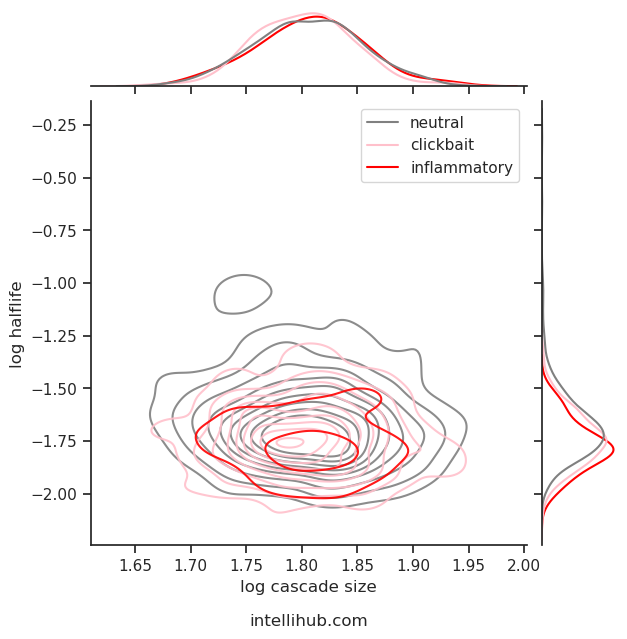 neutral
clickbait
inflammatory
−0.25
−0.50
−0.75
−1.00
−1.25
−1.50
−1.75
−2.00
log halflife
1.65 1.70 1.75 1.80 1.85 1.90 1.95 2.00
log cascade size
intellihub.com